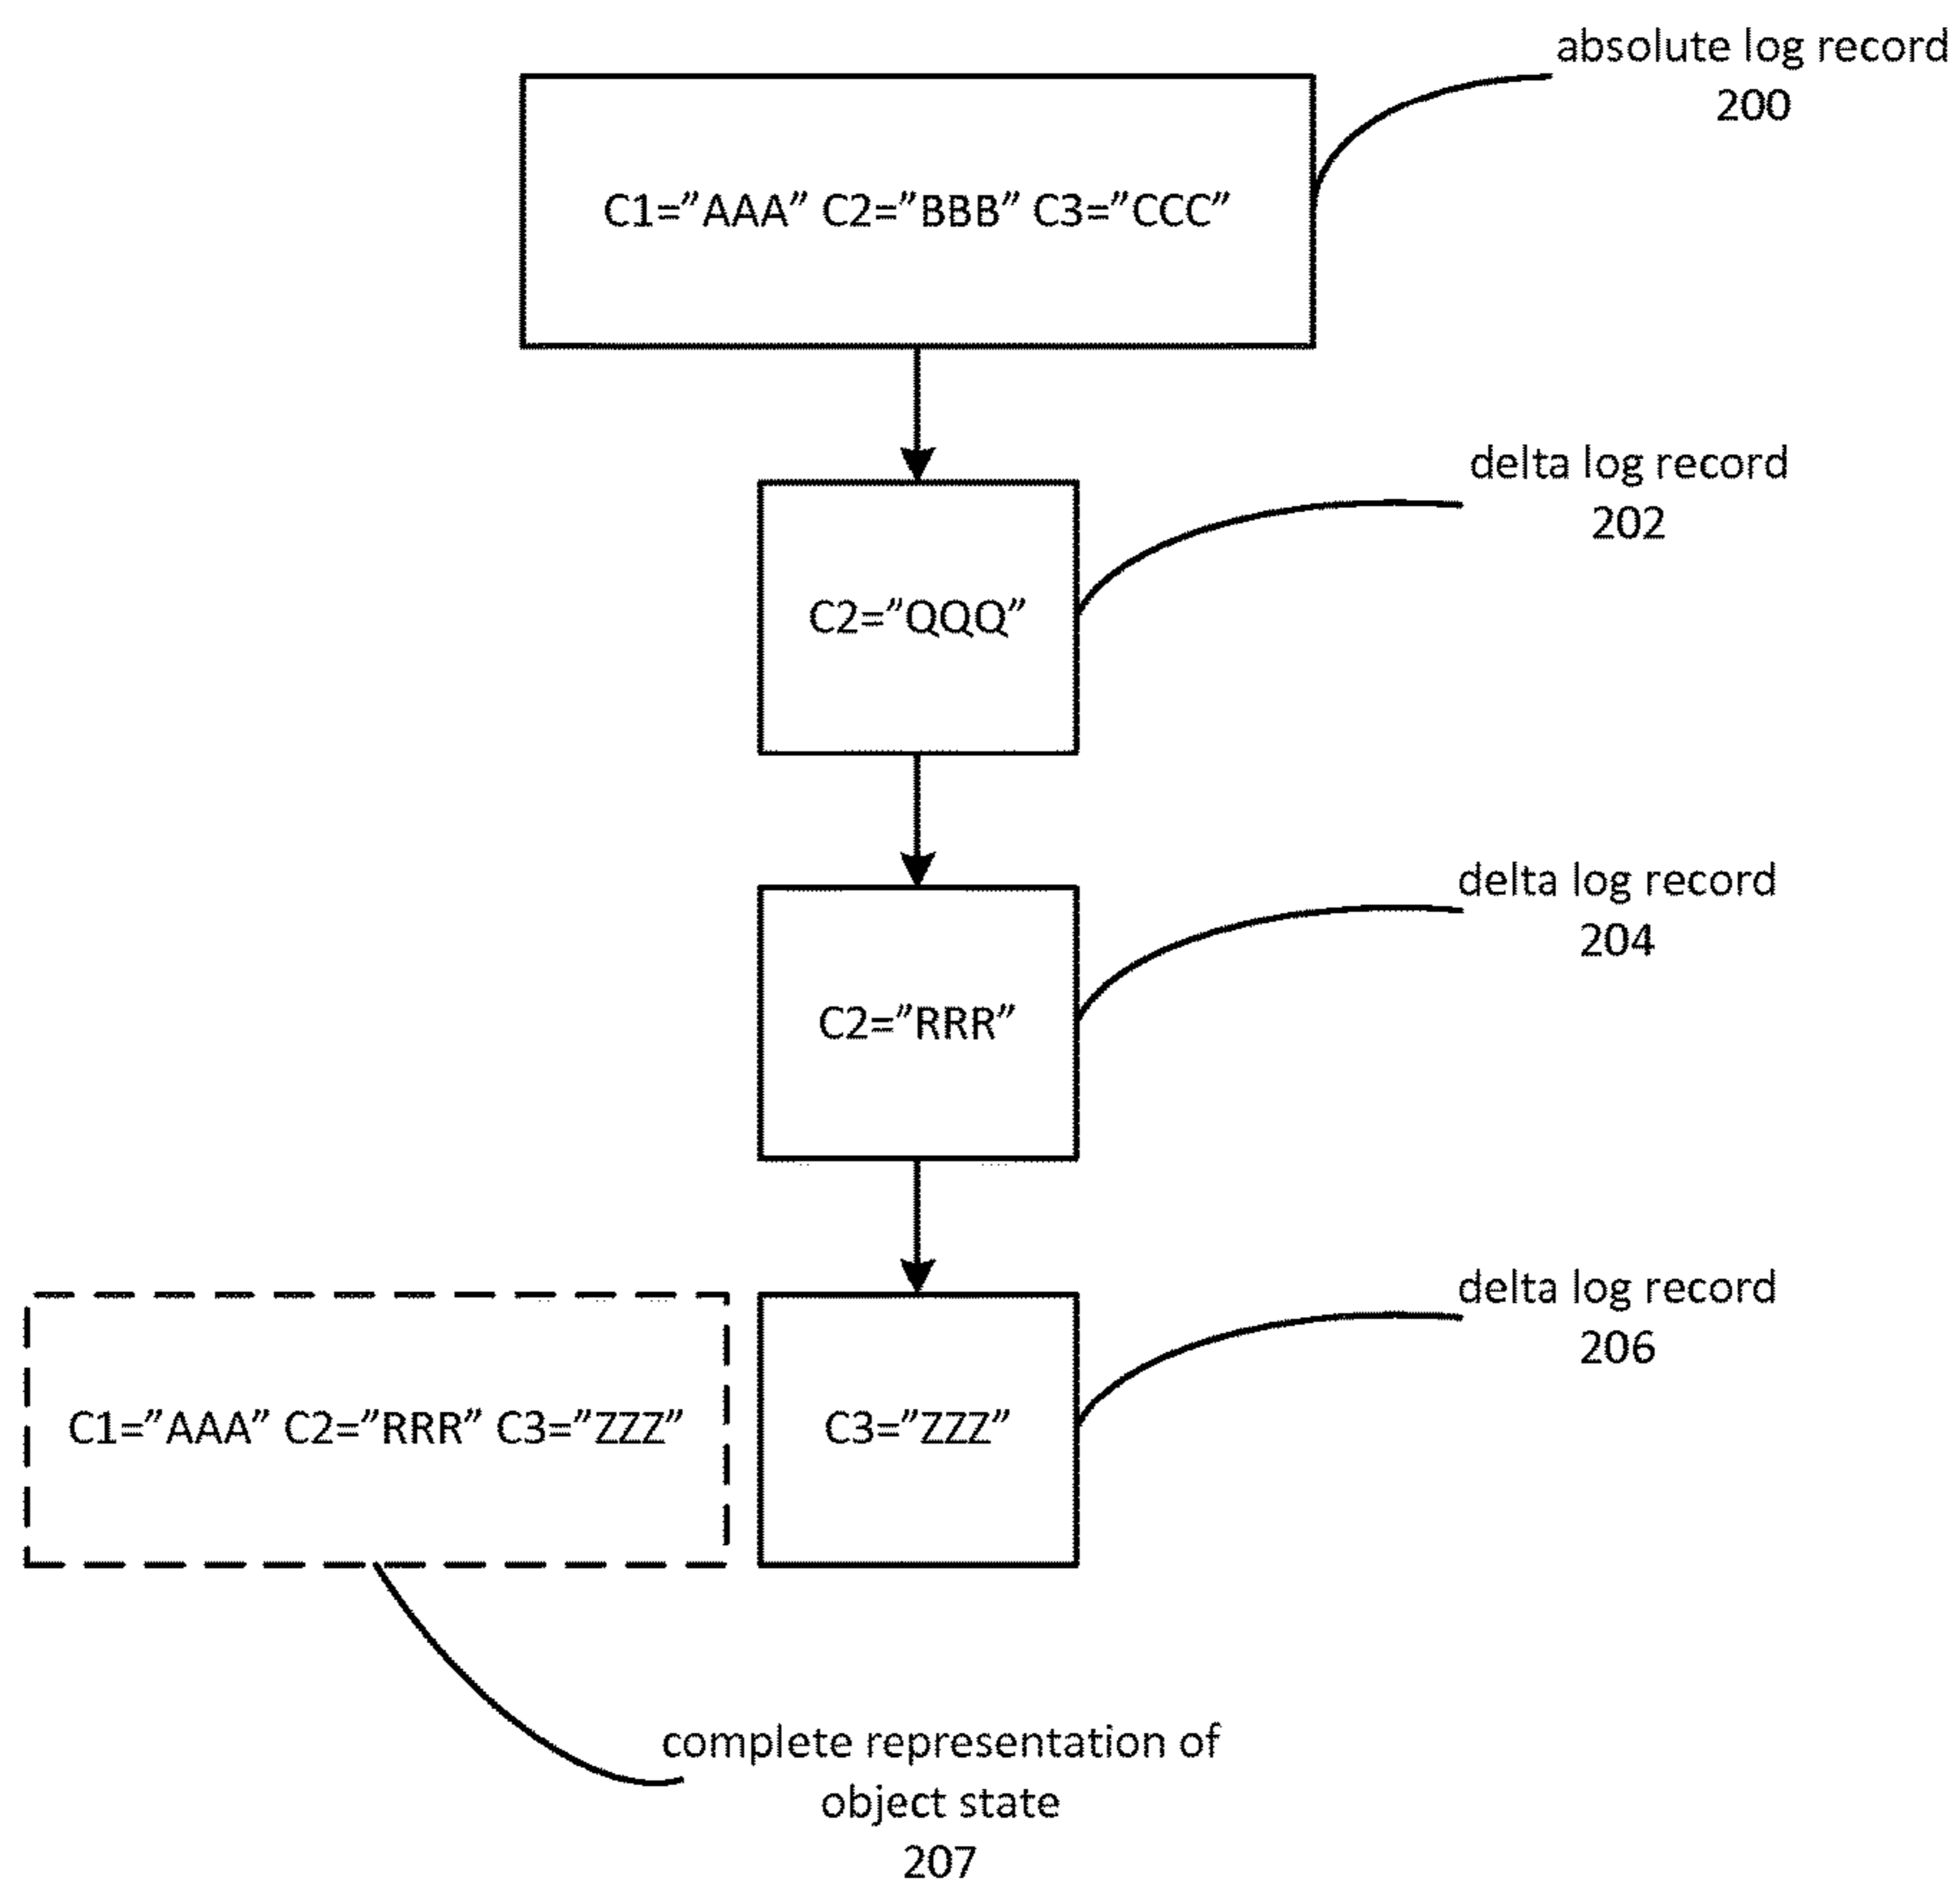 absolute log record
200
C1=”AAA” C2=”BBB” C3=”CCC”
delta log record
202
C2=”QQQ”
delta log record
204
C2=”RRR”
delta log record
206
C1=”AAA” C2=”RRR” C3=”ZZZ”
C3=”ZZZ”
complete representation of
object state
207